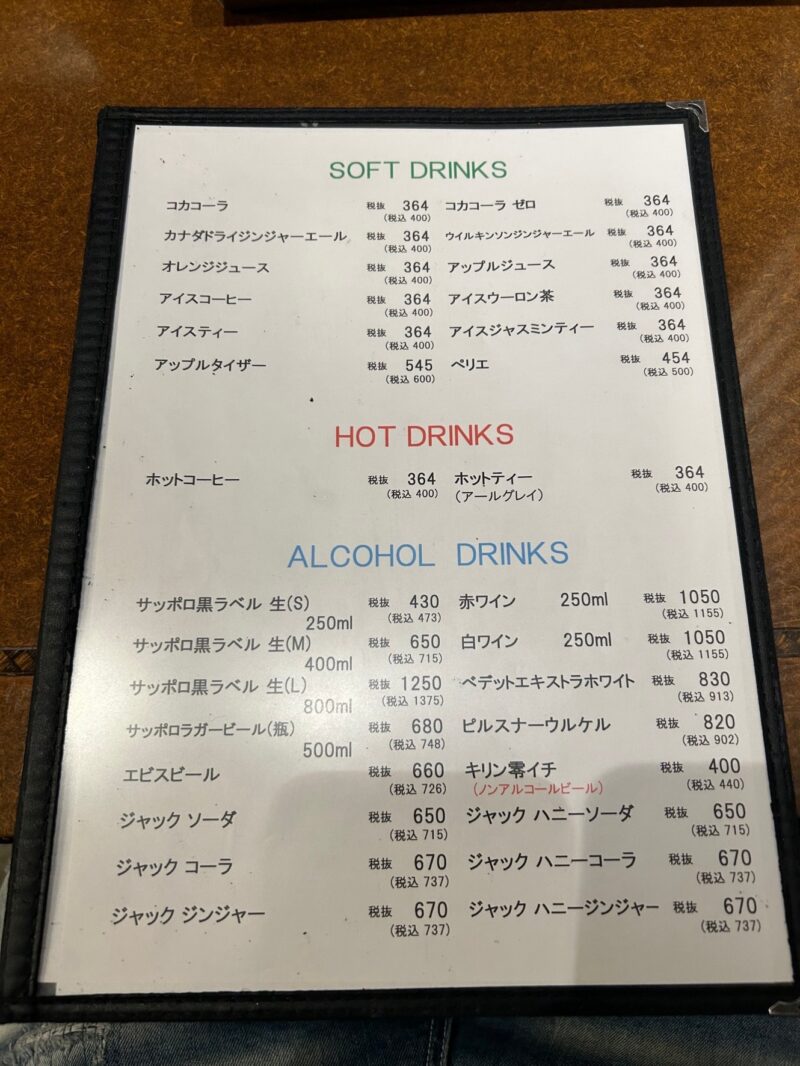 SOFT DRINKS
コカコーラ 税抜 364 コカコーラ ゼロ 税抜 364
(税込 400) (税込 400)
カナダドライジンジャーエール 税抜 364 ウイルキンソンジンジャーエール 税抜 364
(税込 400) (税込 400)
オレンジジュース 税抜 364 アップルジュース 税抜 364
(税込 400) (税込 400)
アイスコーヒー 税抜 364 アイスウーロン茶 税抜 364
(税込 400) (税込 400)
アイスティー 税抜 364 アイスジャスミンティー 税抜 364
(税込 400) (税込 400)
アップルタイザー 税抜 545 ペリエ 税抜 454
(税込 600) (税込 500)
HOT DRINKS
ホットコーヒー 税抜 364 ホットティー 税抜 364
(税込 400) (アールグレイ) (税込 400)
ALCOHOL DRINKS
サッポロ黒ラベル 生(S) 税抜 430 赤ワイン 250ml 税抜 1050
250ml (税込 473) (税込 1155)
サッポロ黒ラベル 生(M) 税抜 650 白ワイン 250ml 税抜 1050
400ml (税込 715) (税込 1155)
サッポロ黒ラベル 生(L) 税抜 1250 ベデットエキストラホワイト 税抜 830
800ml (税込 1375) (税込 913)
サッポロラガービール(瓶) 税抜 680 ピルスナーウルケル 税抜 820
500ml (税込 748) (税込 902)
エビスビール 税抜 660 キリン零イチ 税抜 400
(税込 726) (ノンアルコールビール) (税込 440)
ジャック ソーダ 税抜 650 ジャック ハニーソーダ 税抜 650
(税込 715) (税込 715)
ジャック コーラ 税抜 670 ジャック ハニーコーラ 税抜 670
(税込 737) (税込 737)
ジャック ジンジャー 税抜 670 ジャック ハニージンジャー 税抜 670
(税込 737) (税込 737)